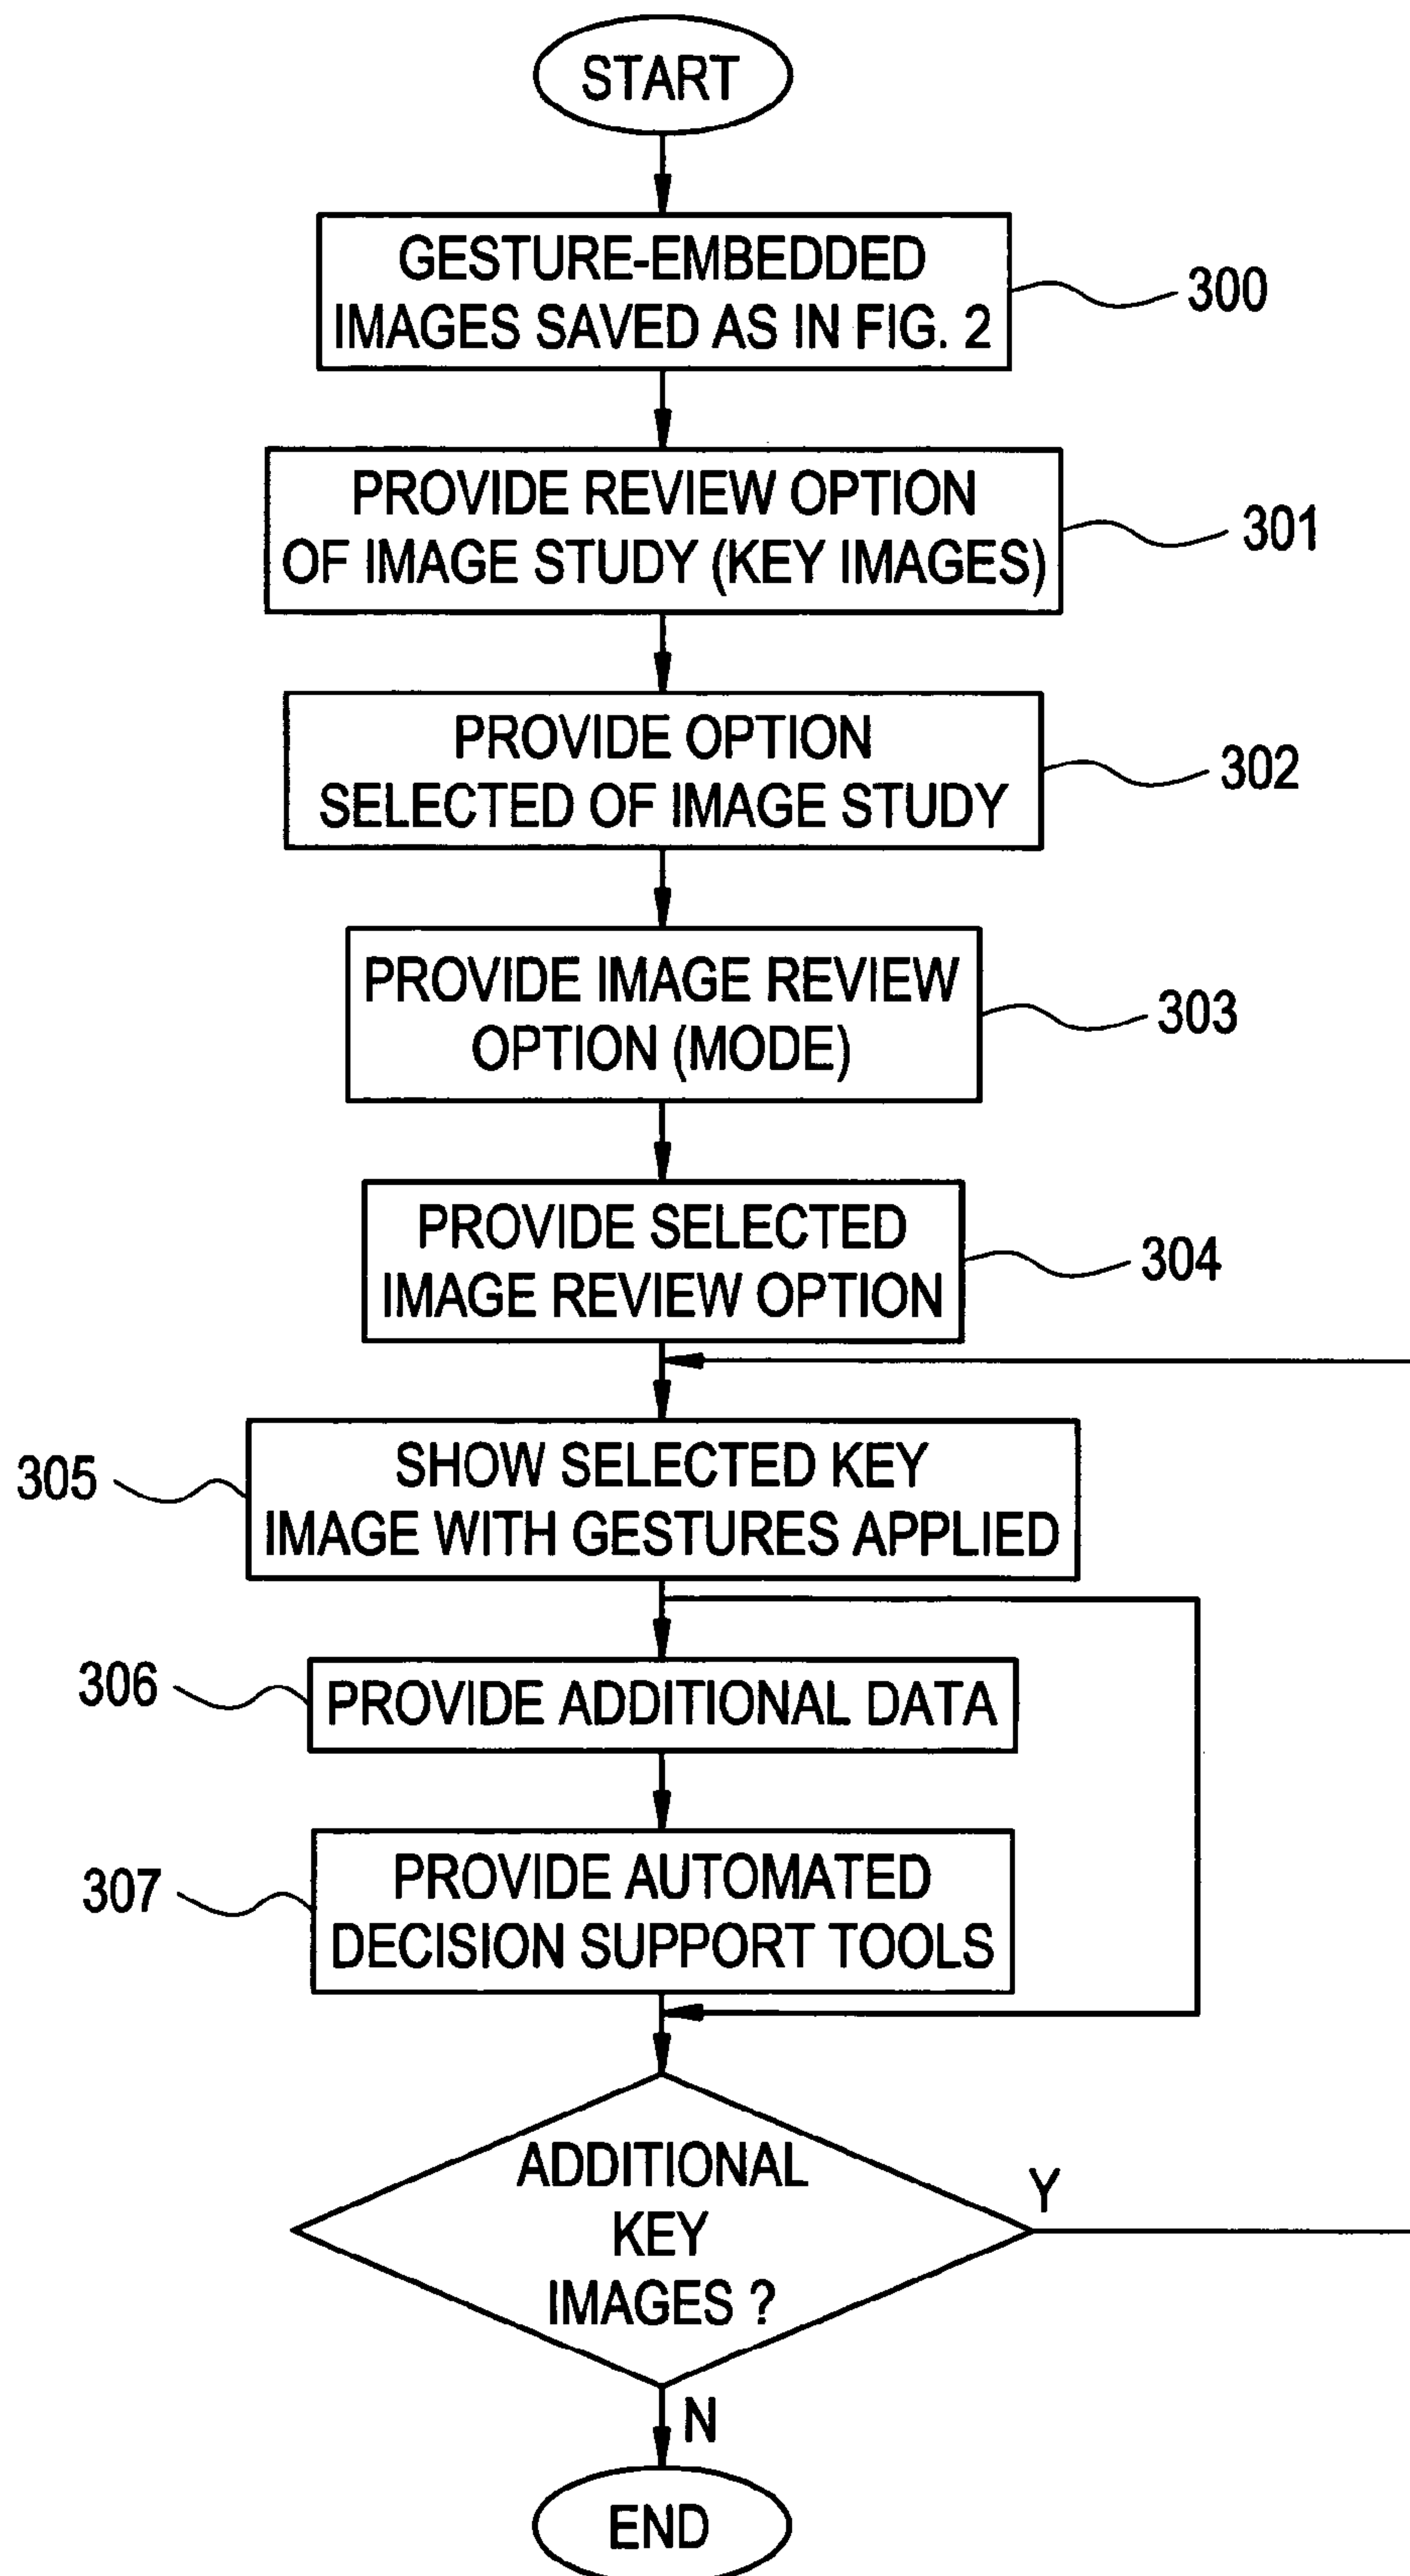 START
GESTURE-EMBEDDED
IMAGES SAVED AS IN FIG. 2
300
PROVIDE REVIEW OPTION
OF IMAGE STUDY (KEY IMAGES)
301
PROVIDE OPTION
SELECTED OF IMAGE STUDY
302
PROVIDE IMAGE REVIEW
OPTION (MODE)
303
PROVIDE SELECTED
IMAGE REVIEW OPTION
304
305
SHOW SELECTED KEY
IMAGE WITH GESTURES APPLIED
306
PROVIDE ADDITIONAL DATA
307
PROVIDE AUTOMATED
DECISION SUPPORT TOOLS
ADDITIONAL
KEY
IMAGES ?
Y
N
END